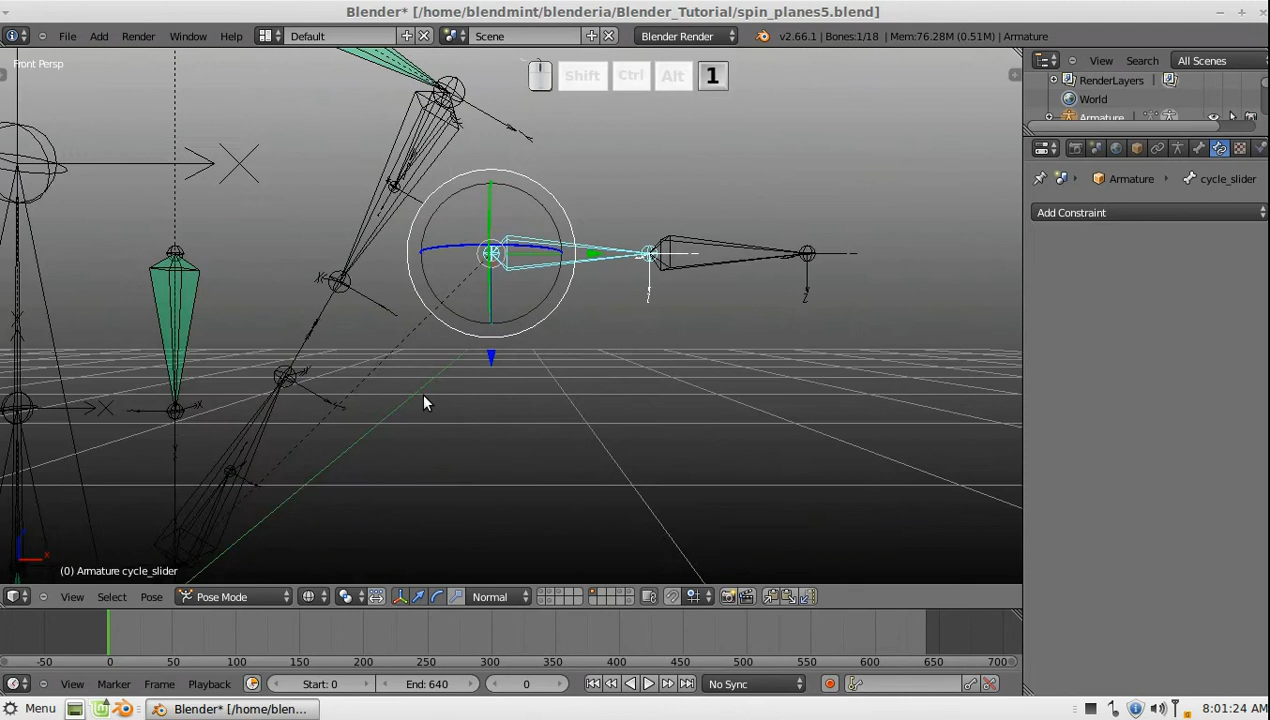 Blender* [/home/blendmint/blenderia/Blender_Tutorial/spin_planes5.blend]
File Add Render Window Help Default Scene Blender Render v2.66.1 | Bones:1/18 | Mem:76.28M (0.51M) | Armature
Front Persp
Shift Ctrl Alt 1
View Search All Scenes
RenderLayers
World
Armature
Armature cycle_slider
Add Constraint
X
X
X
Z
Z
(0) Armature cycle_slider
View Select Pose Pose Mode Normal
-50 0 50 100 150 200 250 300 350 400 450 500 550 600 650 700
View Marker Frame Playback Start: 0 End: 640 0 No Sync
Menu Blender* [/home/blen... 8:01:24 AM